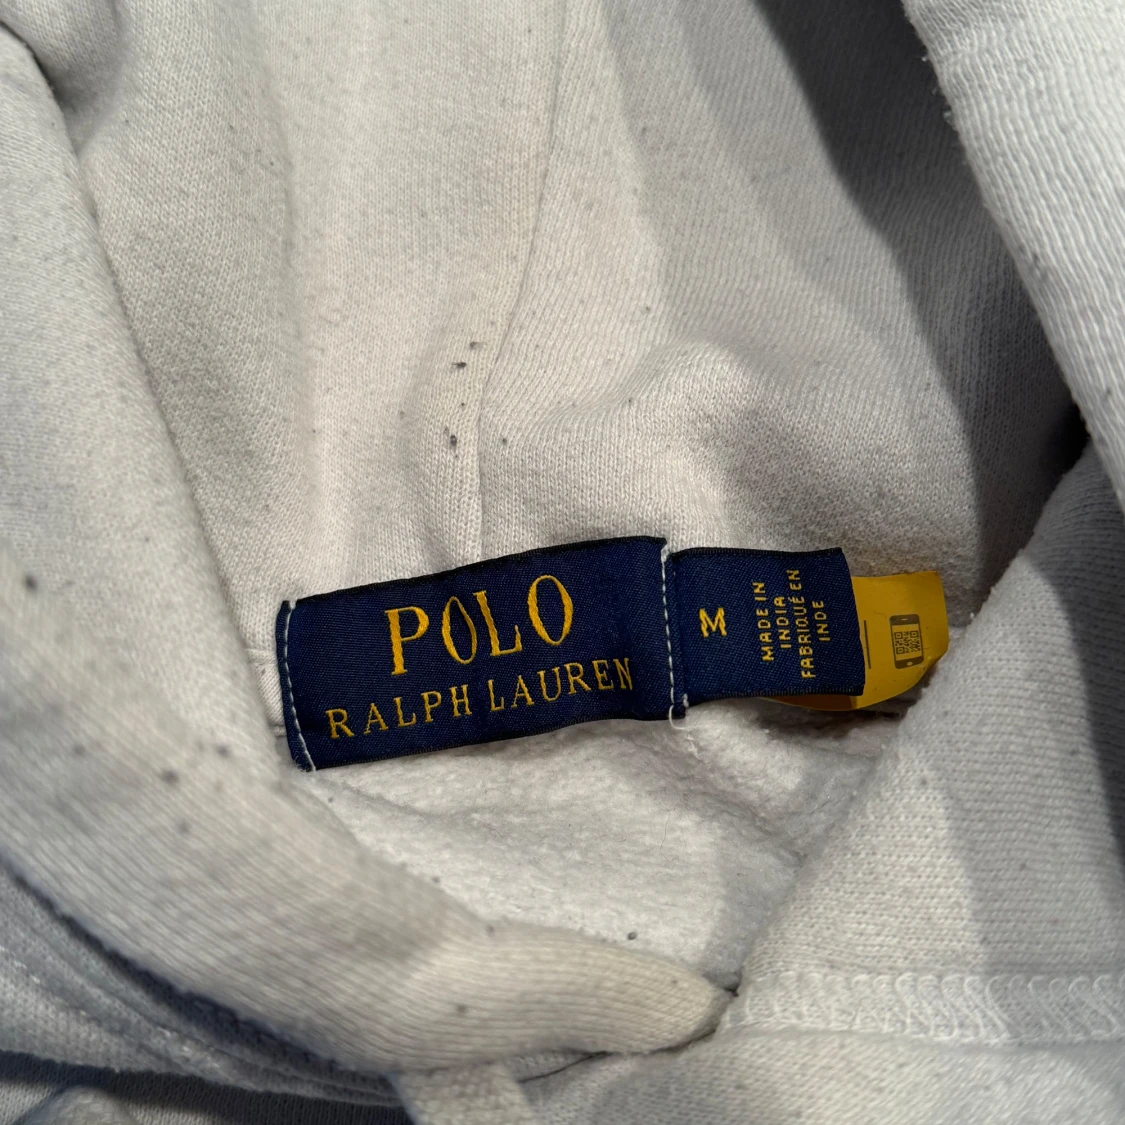 POLO
RALPH LAUREN
M
MADE IN
INDIA
FABRIQUÉ EN
INDE